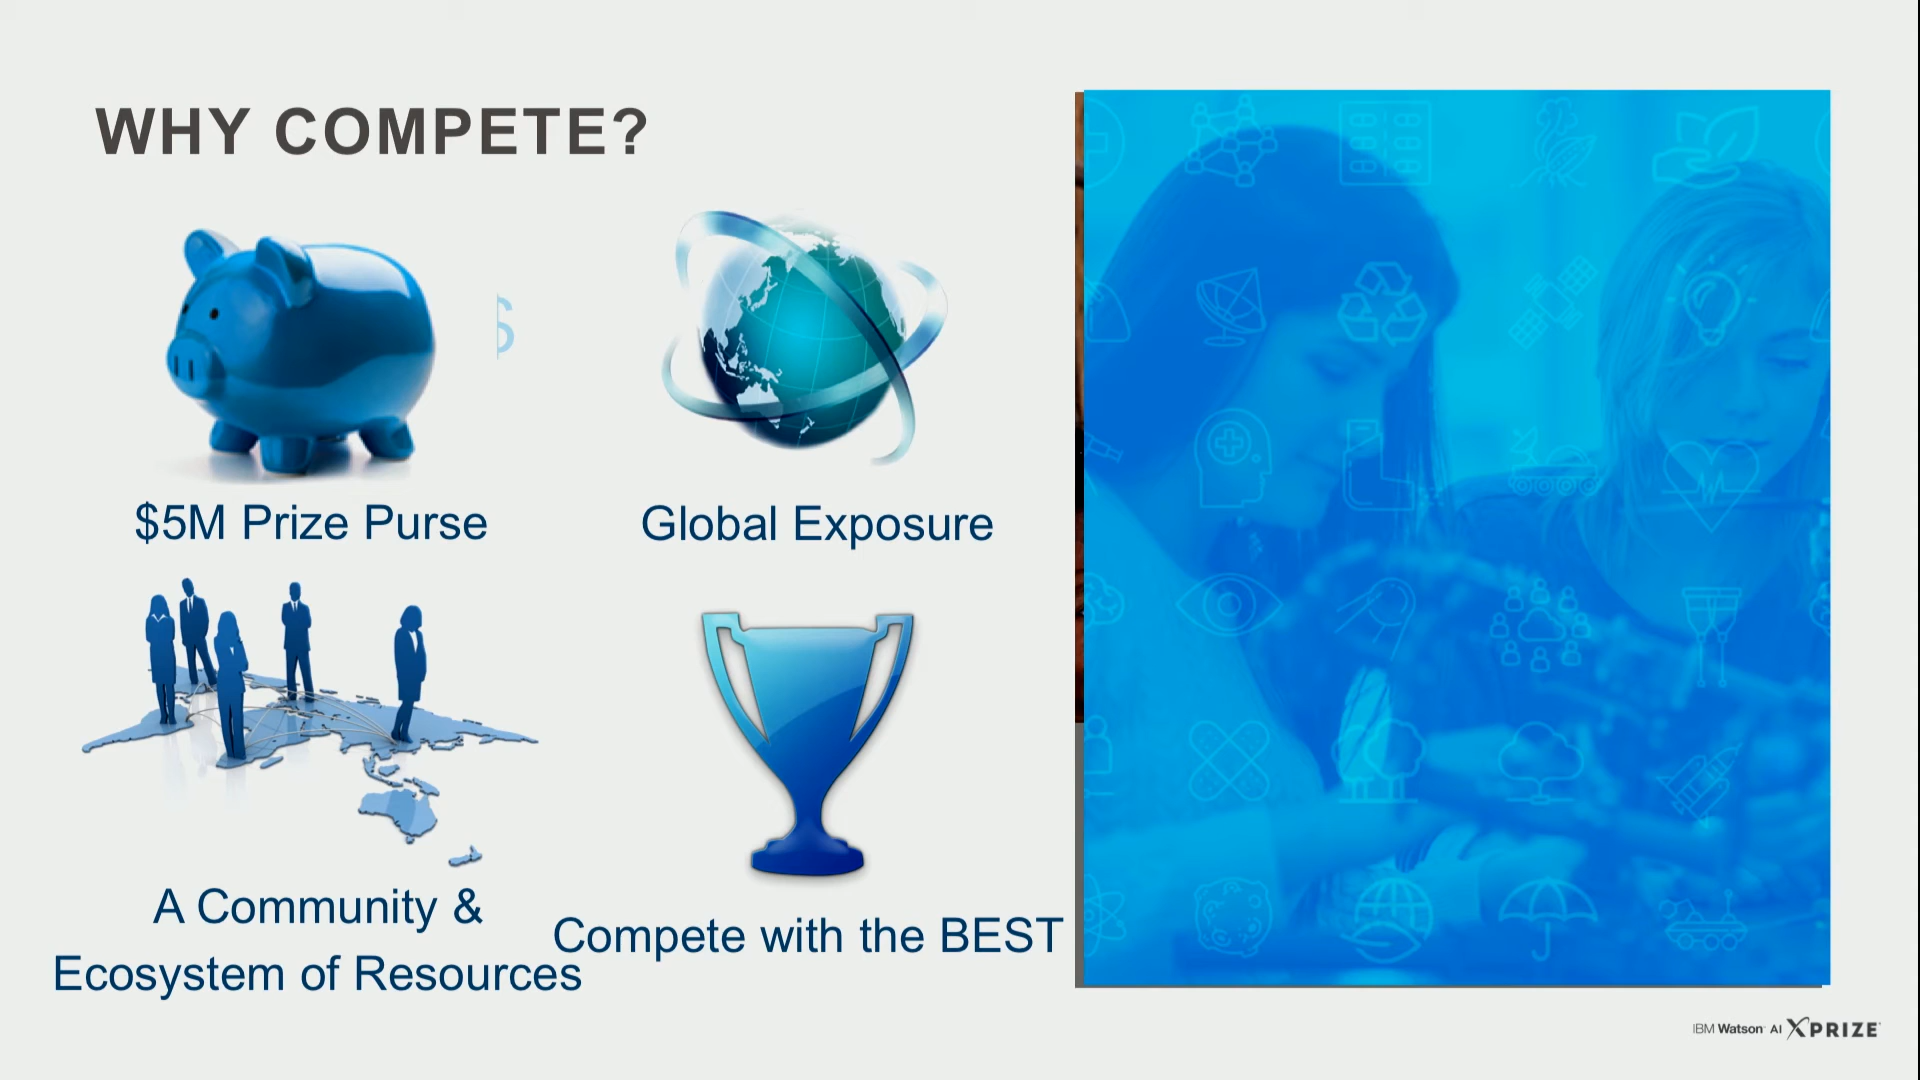 WHY COMPETE?
$
$5M Prize Purse
Global Exposure
A Community &
Ecosystem of Resources
Compete with the BEST
IBM Watson AI XPRIZE